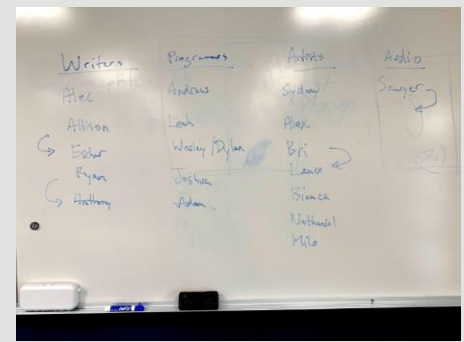 Writers
Alec
Allison
Escher
Ryan
Anthony
Programmers
Andrew
Leah
Wesley/Dylan
Joshua
Adam
Artists
Sydney
Alex
Bri
Lance
Bianca
Nathaniel
Milo
Audio
Sawyer